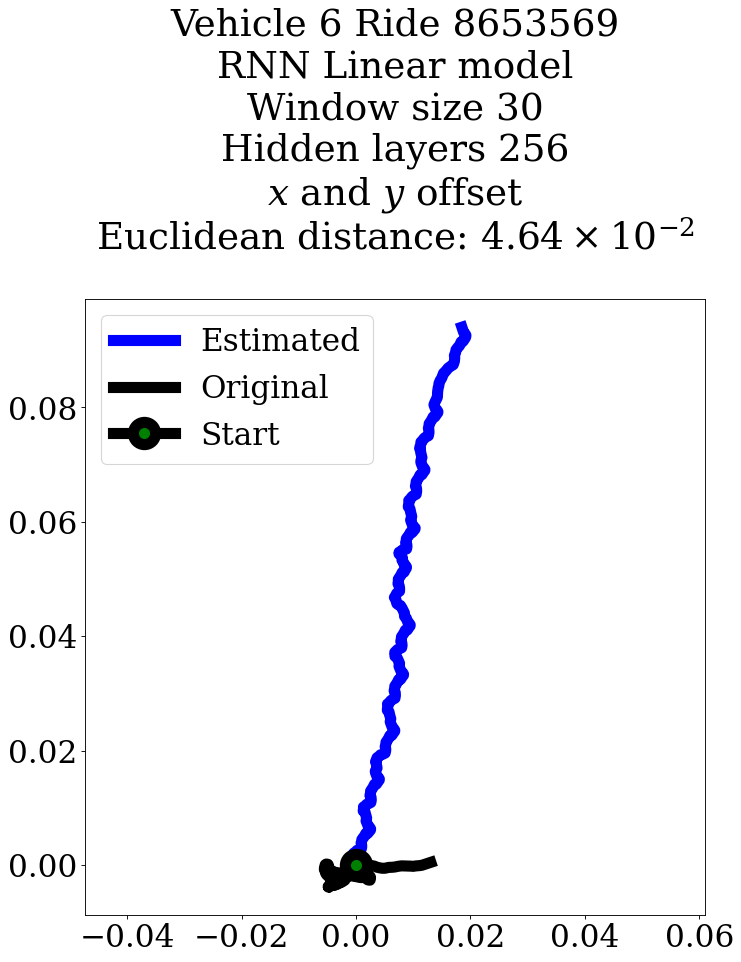 Vehicle 6 Ride 8653569
RNN Linear model
Window size 30
Hidden layers 256
x and y offset
Euclidean distance: 4.64 × 10⁻²
Estimated
Original
Start
0.08
0.06
0.04
0.02
0.00
−0.04 −0.02 0.00 0.02 0.04 0.06